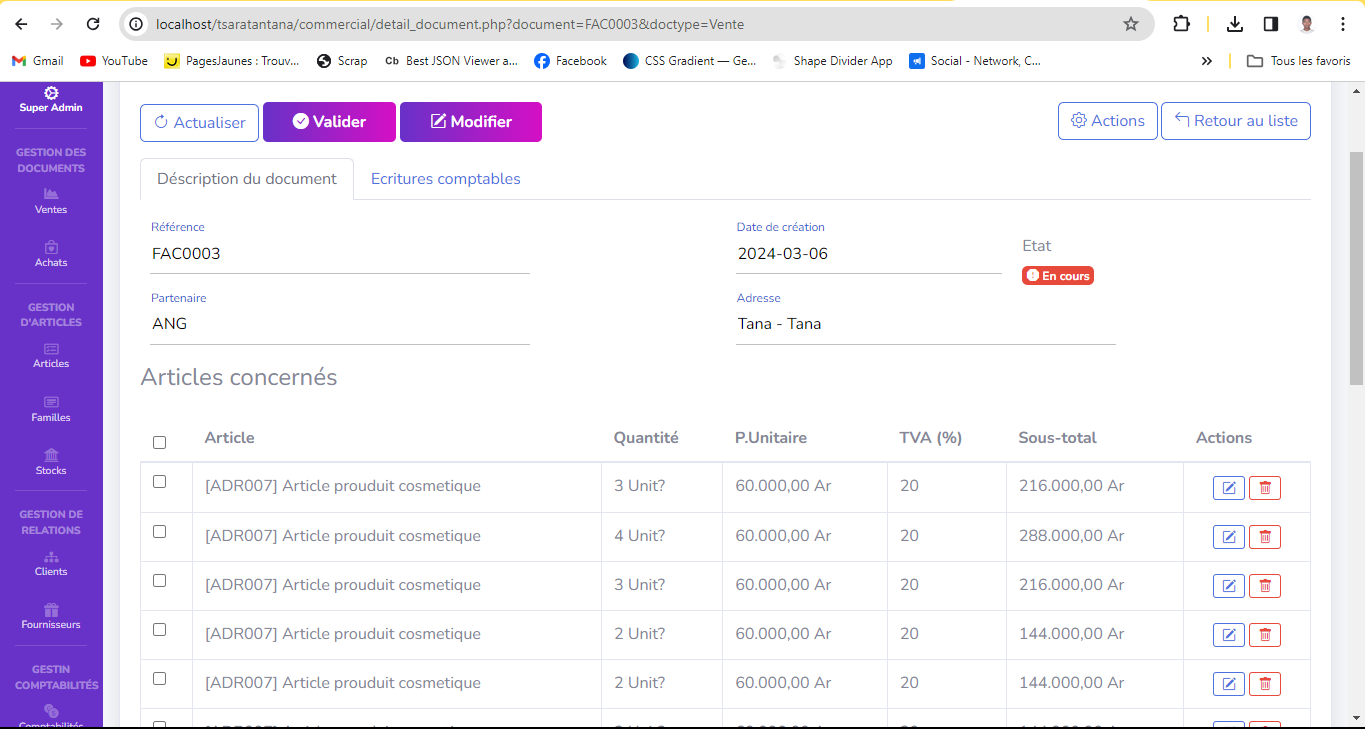 localhost/tsaratantana/commercial/detail_document.php?document=FAC0003&doctype=Vente
Gmail YouTube PagesJaunes : Trouv... Scrap Cb Best JSON Viewer a... Facebook CSS Gradient — Ge... Shape Divider App Social - Network, C... » Tous les favoris
Super Admin
GESTION DES
DOCUMENTS
Ventes
Achats
GESTION
D'ARTICLES
Articles
Familles
Stocks
GESTION DE
RELATIONS
Clients
Fournisseurs
GESTIN
COMPTABILITÉS
Comptabilités
Actualiser Valider Modifier Actions Retour au liste
Déscription du document Ecritures comptables
Référence
FAC0003
Date de création
2024-03-06
Etat
En cours
Partenaire
ANG
Adresse
Tana - Tana
Articles concernés
Article Quantité P.Unitaire TVA (%) Sous-total Actions
[ADR007] Article prouduit cosmetique 3 Unit? 60.000,00 Ar 20 216.000,00 Ar
[ADR007] Article prouduit cosmetique 4 Unit? 60.000,00 Ar 20 288.000,00 Ar
[ADR007] Article prouduit cosmetique 3 Unit? 60.000,00 Ar 20 216.000,00 Ar
[ADR007] Article prouduit cosmetique 2 Unit? 60.000,00 Ar 20 144.000,00 Ar
[ADR007] Article prouduit cosmetique 2 Unit? 60.000,00 Ar 20 144.000,00 Ar